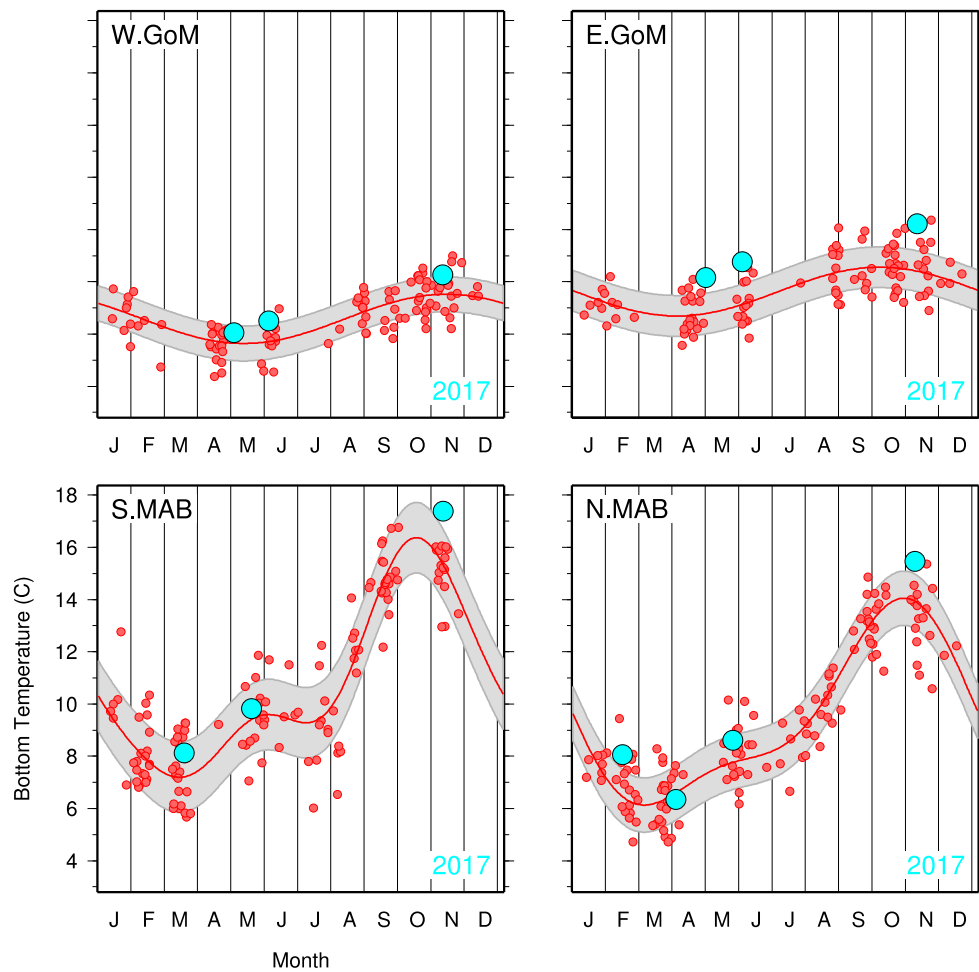 W.GoM
2017
J F M A M J J A S O N D
E.GoM
2017
J F M A M J J A S O N D
Bottom Temperature (C)
18
16
14
12
10
8
6
4
S.MAB
2017
J F M A M J J A S O N D
Month
N.MAB
2017
J F M A M J J A S O N D